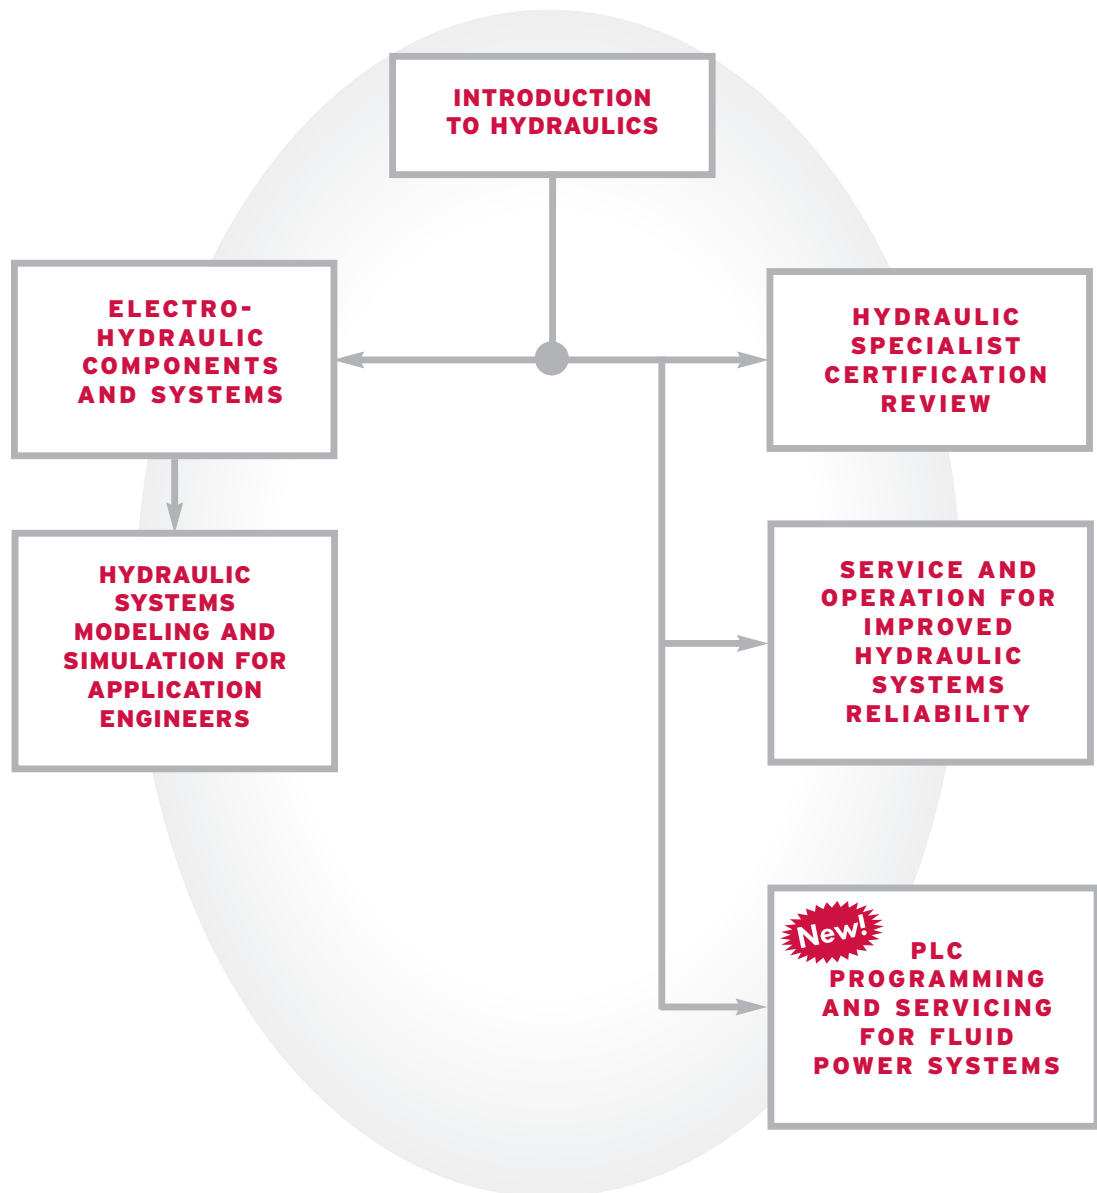 INTRODUCTION
TO HYDRAULICS
ELECTRO-
HYDRAULIC
COMPONENTS
AND SYSTEMS
HYDRAULIC
SPECIALIST
CERTIFICATION
REVIEW
HYDRAULIC
SYSTEMS
MODELING AND
SIMULATION FOR
APPLICATION
ENGINEERS
SERVICE AND
OPERATION FOR
IMPROVED
HYDRAULIC
SYSTEMS
RELIABILITY
New!
PLC
PROGRAMMING
AND SERVICING
FOR FLUID
POWER SYSTEMS